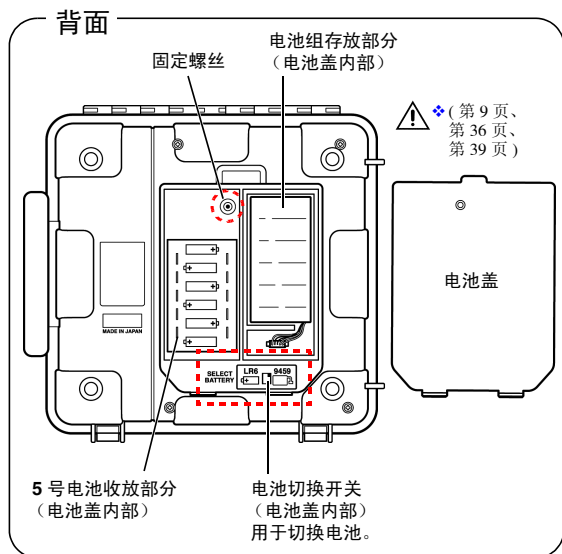 背面
固定螺丝
电池组存放部分
（电池盖内部）
❖ ( 第 9 页、
第 36 页、
第 39 页 )
电池盖
MADE IN JAPAN
SELECT
BATTERY
LR6 9459
5 号电池收放部分
（电池盖内部）
电池切换开关
（电池盖内部）
用于切换电池。